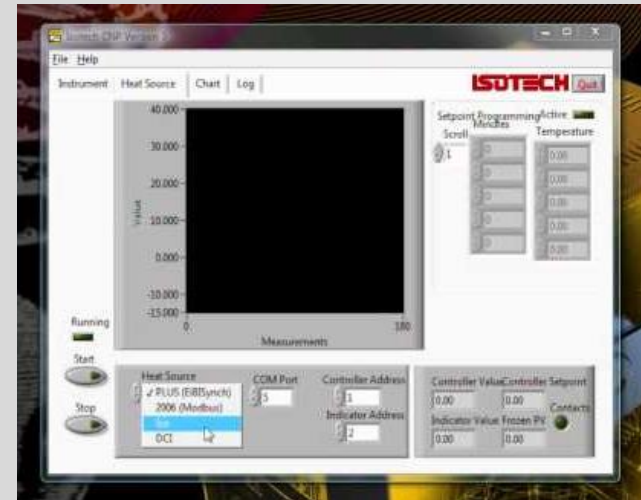 Isotech CNP Version
File Help
Instrument Heat Source Chart Log
ISOTECH Quit
40.000
30.000
20.000
10.000
0.000
-10.000
-15.000
Value
0 180
Measurements
Setpoint Programming Active
Scroll Minutes Temperature
1 0 0.00
0 0.00
0 0.00
0 0.00
0 0.00
Running
Start
Stop
Heat Source COM Port Controller Address
✓ PLUS (EiBISynch) 5 1
2006 (Modbus) Indicator Address
DCI 2
Controller Value Controller Setpoint
0.00 0.00 Contacts
Indicator Value Frozen PV
0.00 0.00